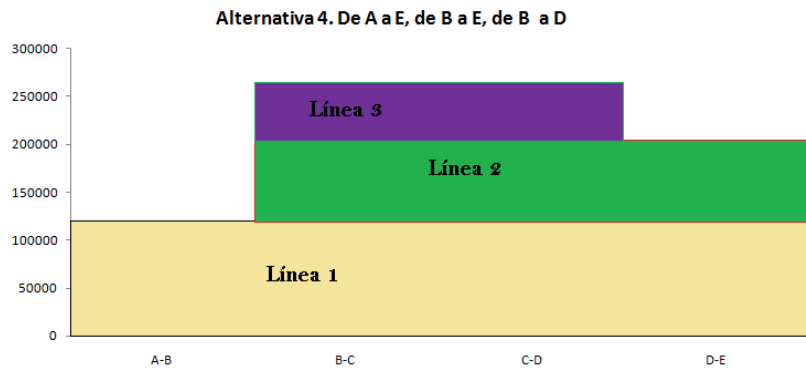 Alternativa 4. De A a E, de B a E, de B a D
300000
250000
200000
150000
100000
50000
0
Línea 3
Línea 2
Línea 1
A-B B-C C-D D-E